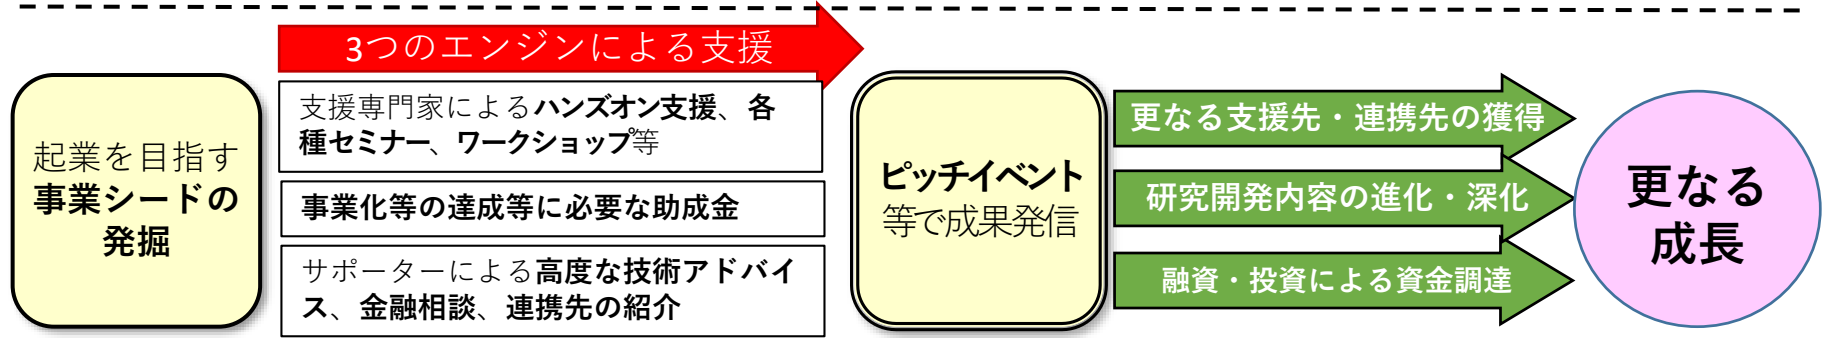 3つのエンジンによる支援
起業を目指す
事業シードの
発掘
支援専門家によるハンズオン支援、各
種セミナー、ワークショップ等
事業化等の達成等に必要な助成金
サポーターによる高度な技術アドバイ
ス、金融相談、連携先の紹介
ピッチイベント
等で成果発信
更なる支援先・連携先の獲得
研究開発内容の進化・深化
融資・投資による資金調達
更なる
成長